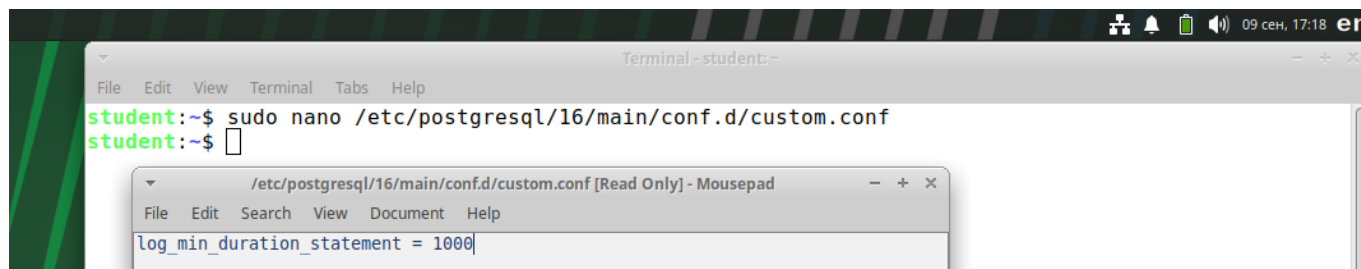 09 сен, 17:18 er
Terminal - student: ~
File Edit View Terminal Tabs Help
student:~$ sudo nano /etc/postgresql/16/main/conf.d/custom.conf
student:~$
/etc/postgresql/16/main/conf.d/custom.conf [Read Only] - Mousepad
File Edit Search View Document Help
log_min_duration_statement = 1000